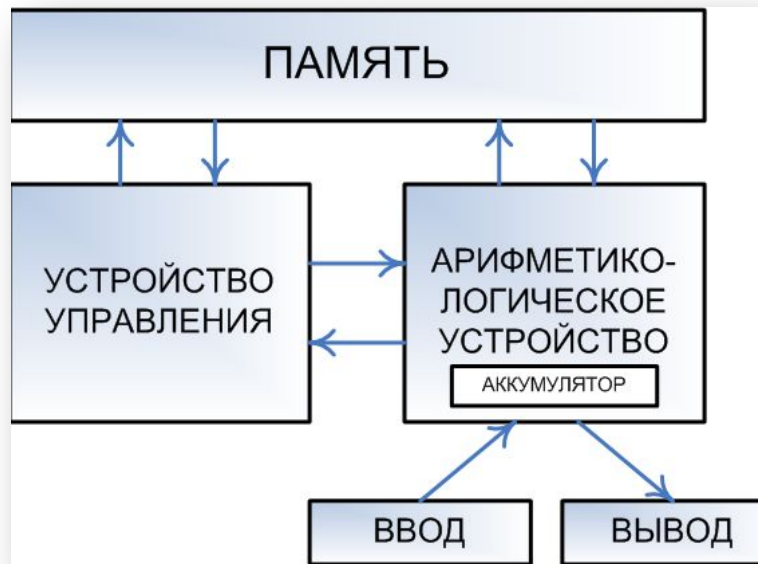 ПАМЯТЬ
УСТРОЙСТВО
УПРАВЛЕНИЯ
АРИФМЕТИКО-
ЛОГИЧЕСКОЕ
УСТРОЙСТВО
АККУМУЛЯТОР
ВВОД
ВЫВОД